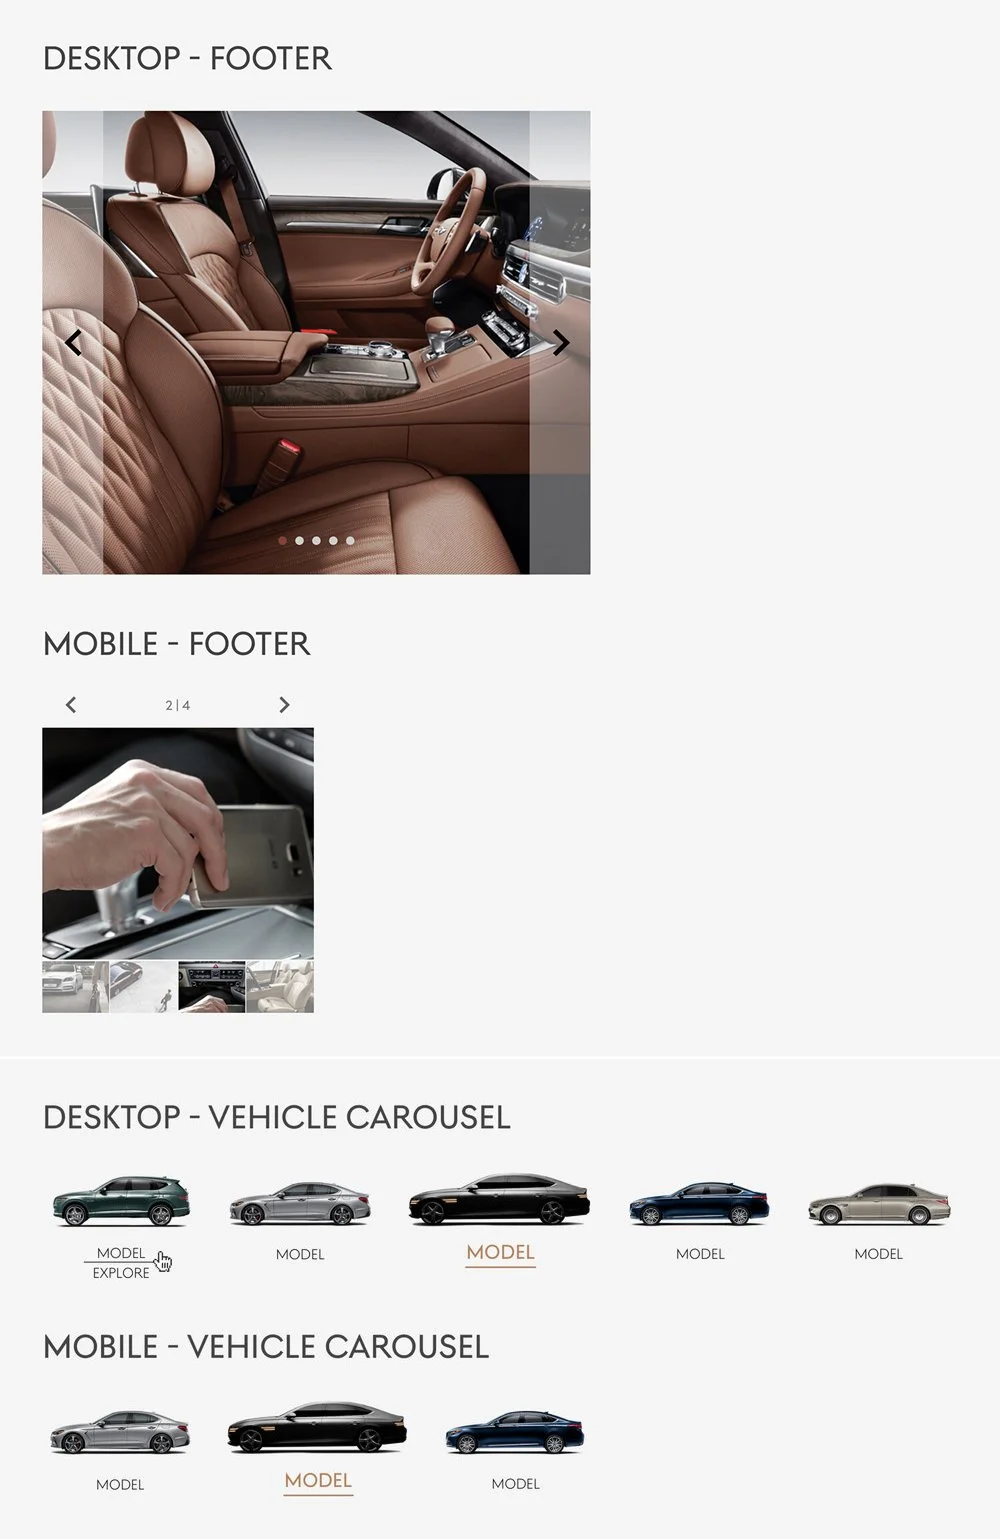 DESKTOP - FOOTER
MOBILE - FOOTER
2|4
DESKTOP - VEHICLE CAROUSEL
MODEL
EXPLORE
MODEL
MODEL
MODEL
MODEL
MOBILE - VEHICLE CAROUSEL
MODEL
MODEL
MODEL